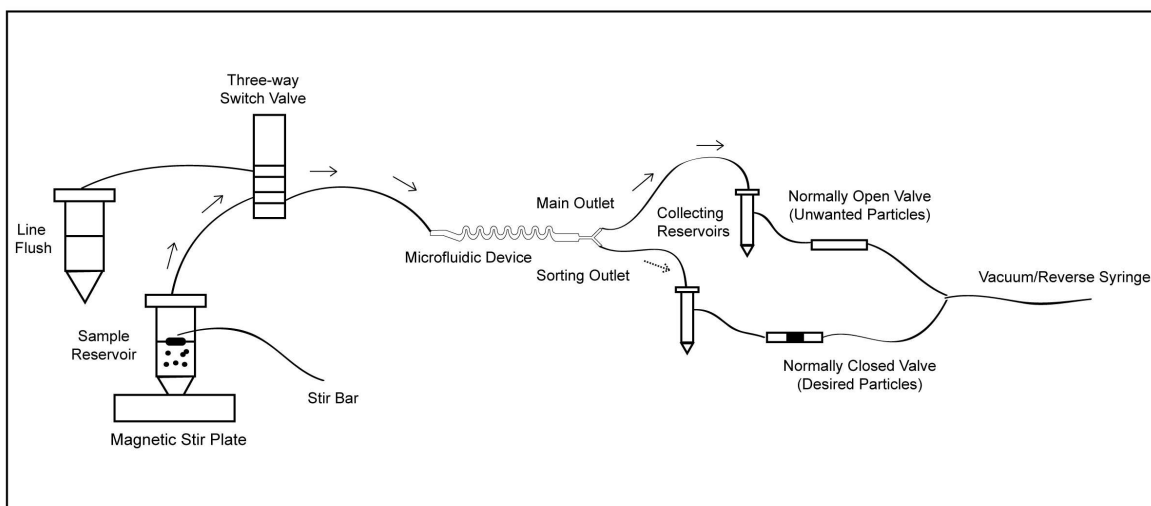 Three-way
Switch Valve
Line
Flush
Sample
Reservoir
Stir Bar
Magnetic Stir Plate
Microfluidic Device
Main Outlet
Sorting Outlet
Collecting
Reservoirs
Normally Open Valve
(Unwanted Particles)
Normally Closed Valve
(Desired Particles)
Vacuum/Reverse Syringe